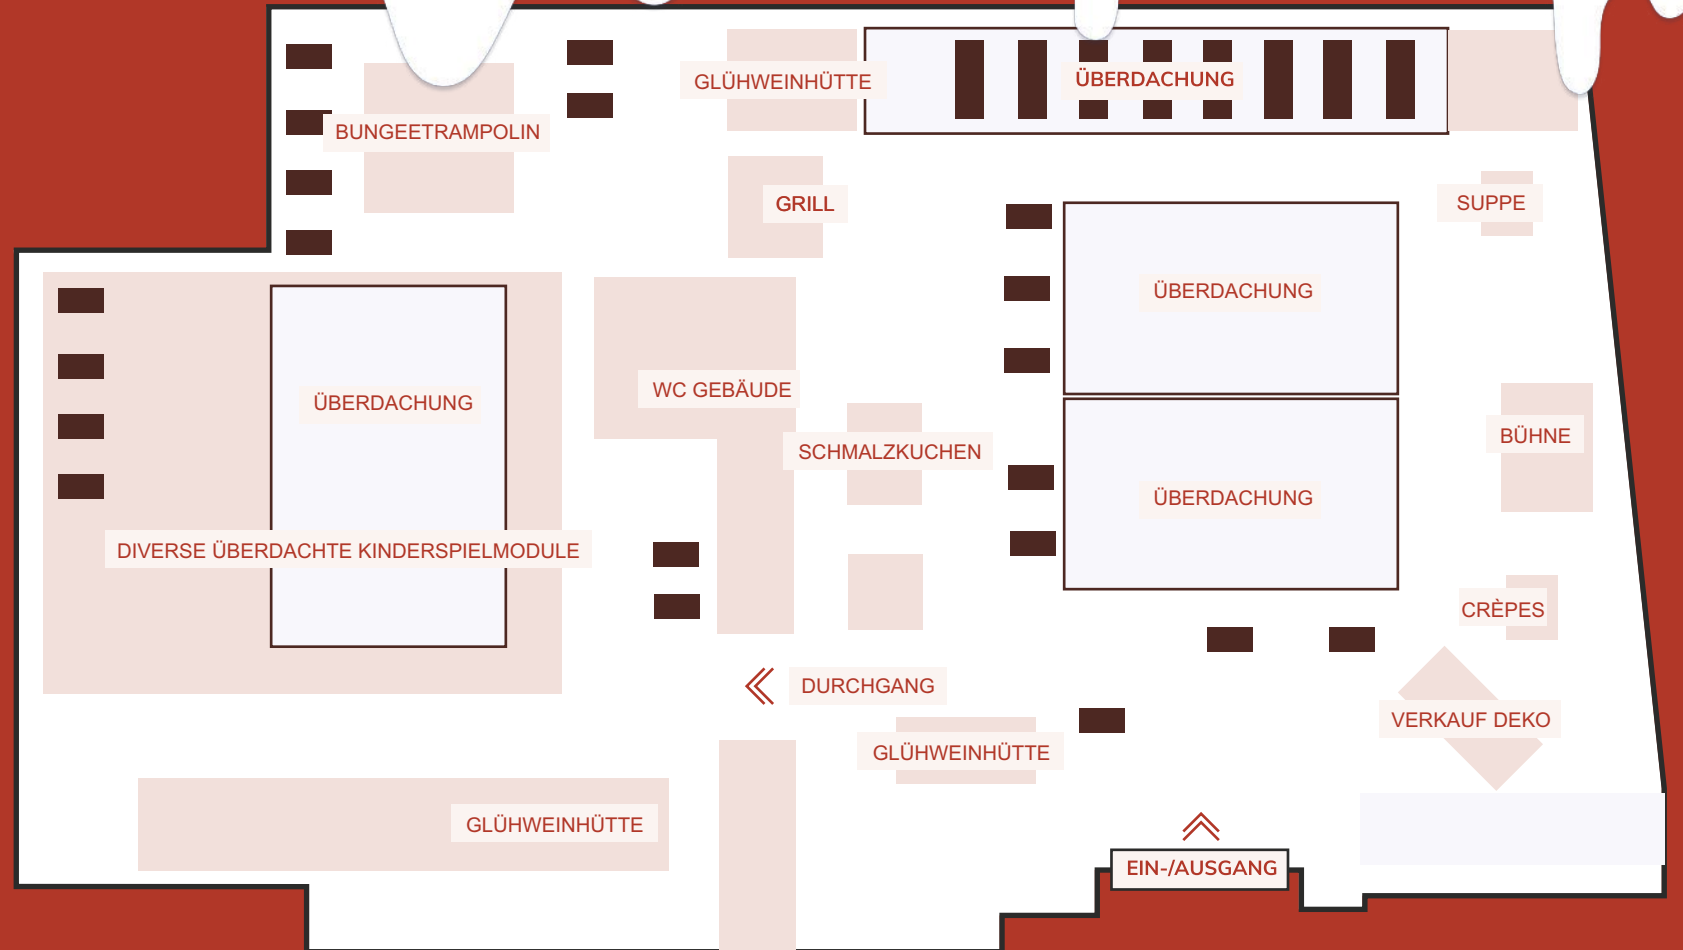 GLÜHWEINHÜTTE
ÜBERDACHUNG
BUNGEETRAMPOLIN
GRILL
SUPPE
ÜBERDACHUNG
WC GEBÄUDE
ÜBERDACHUNG
BÜHNE
SCHMALZKUCHEN
ÜBERDACHUNG
DIVERSE ÜBERDACHTE KINDERSPIELMODULE
CRÈPES
DURCHGANG
VERKAUF DEKO
GLÜHWEINHÜTTE
GLÜHWEINHÜTTE
EIN-/AUSGANG